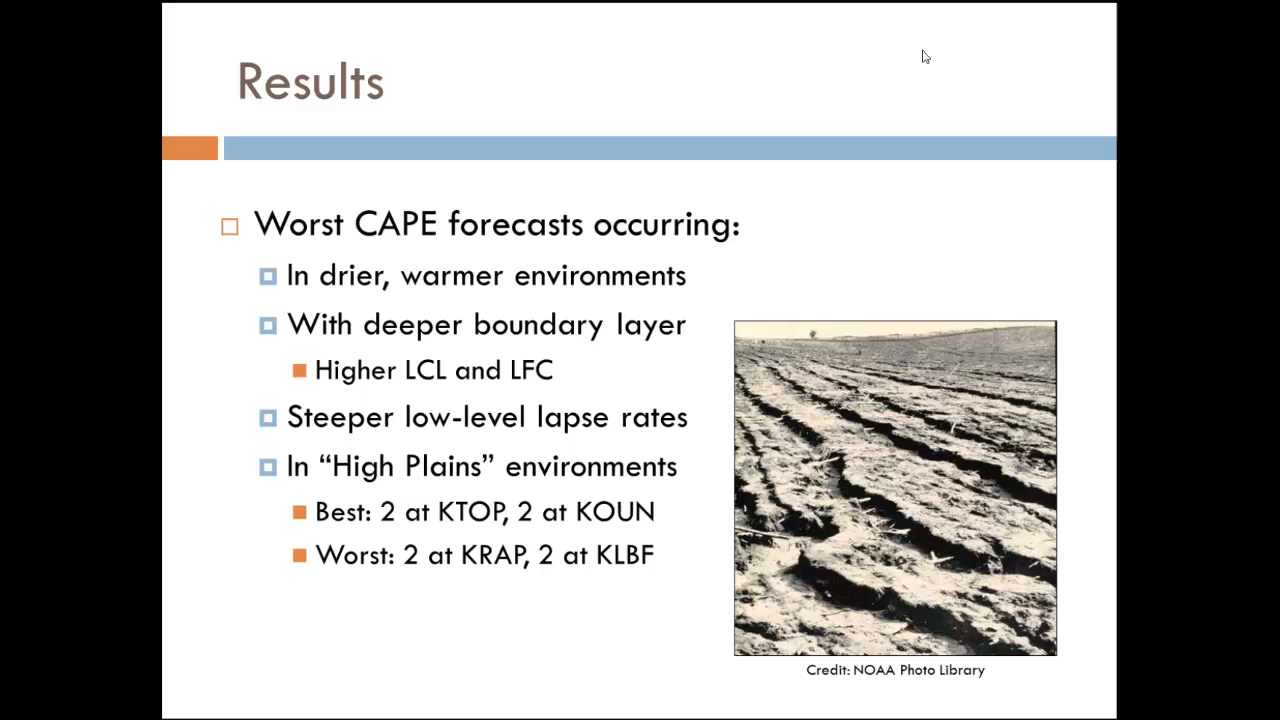 Results
Worst CAPE forecasts occurring:
In drier, warmer environments
With deeper boundary layer
Higher LCL and LFC
Steeper low-level lapse rates
In “High Plains” environments
Best: 2 at KTOP, 2 at KOUN
Worst: 2 at KRAP, 2 at KLBF
Credit: NOAA Photo Library